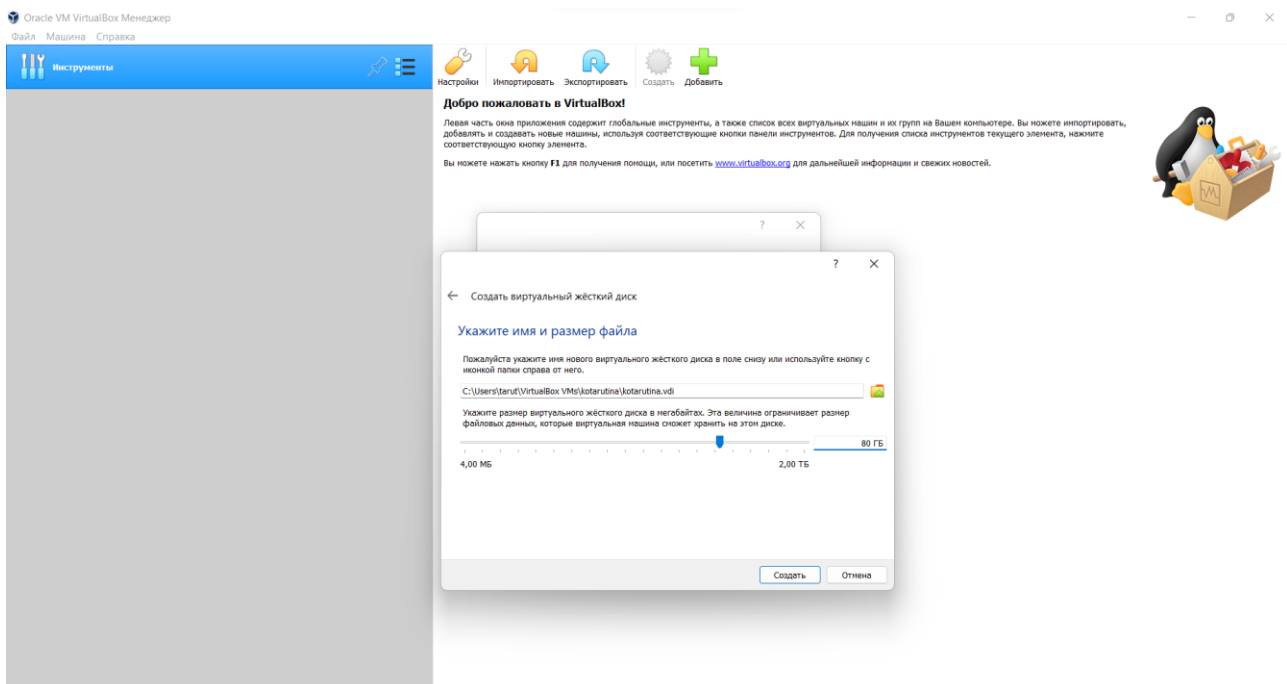 Oracle VM VirtualBox Менеджер
Файл Машина Справка
Инструменты
Настройки Импортировать Экспортировать Создать Добавить
Добро пожаловать в VirtualBox!
Левая часть окна приложения содержит глобальные инструменты, а также список всех виртуальных машин и их групп на Вашем компьютере. Вы можете импортировать,
добавлять и создавать новые машины, используя соответствующие кнопки панели инструментов. Для получения списка инструментов текущего элемента, нажмите
соответствующую кнопку элемента.
Вы можете нажать кнопку F1 для получения помощи, или посетить www.virtualbox.org для дальнейшей информации и свежих новостей.
?
?
Создать виртуальный жёсткий диск
Укажите имя и размер файла
Пожалуйста укажите имя нового виртуального жёсткого диска в поле снизу или используйте кнопку с
иконкой папки справа от него.
C:\Users\tarut\VirtualBox VMs\kotarutina\kotarutina.vdi
Укажите размер виртуального жёсткого диска в мегабайтах. Эта величина ограничивает размер
файловых данных, которые виртуальная машина сможет хранить на этом диске.
80 ГБ
4,00 МБ 2,00 ТБ
Создать Отмена